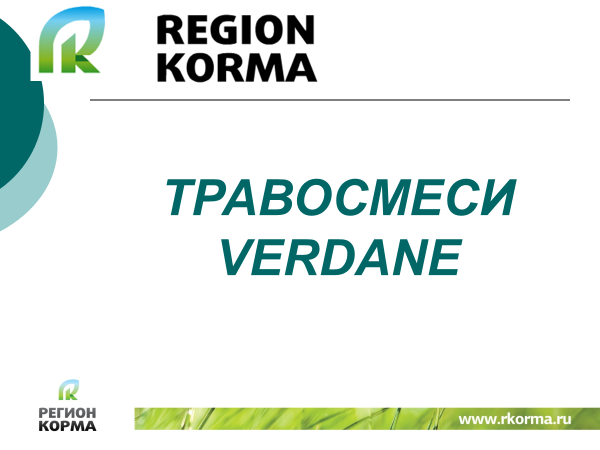 REGION
KORMA
ТРАВОСМЕСИ
VERDANE
РЕГИОН
КОРМА
www.rkorma.ru